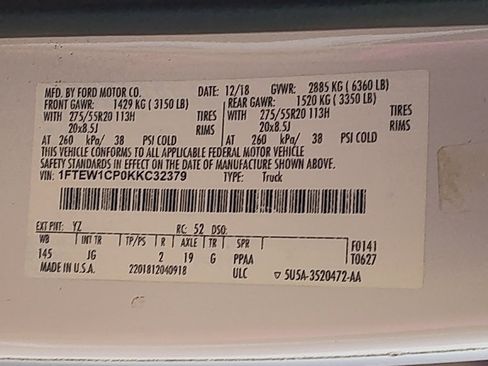 MFD. BY FORD MOTOR CO. DATE: 12/18 GVWR: 2885 KG ( 6360 LB)
FRONT GAWR: 1429 KG ( 3150 LB) REAR GAWR: 1520 KG ( 3350 LB)
WITH 275/55R20 113H TIRES WITH 275/55R20 113H TIRES
20x8.5J RIMS 20x8.5J RIMS
AT 260 kPa/ 38 PSI COLD AT 260 kPa/ 38 PSI COLD
THIS VEHICLE CONFORMS TO ALL APPLICABLE FEDERAL MOTOR VEHICLE
SAFETY STANDARDS IN EFFECT ON THE DATE OF MANUFACTURE SHOWN ABOVE.
VIN: 1FTEW1CP0KKC32379 TYPE: Truck
EXT PNT: YZ RC: 52 DSO:
WB INT TR TP/PS R AXLE TR SPR F0141
145 JG 2 19 G PPAA T0627
MADE IN U.S.A. 2201812040918 ULC ▽ 5U5A-3520472-AA